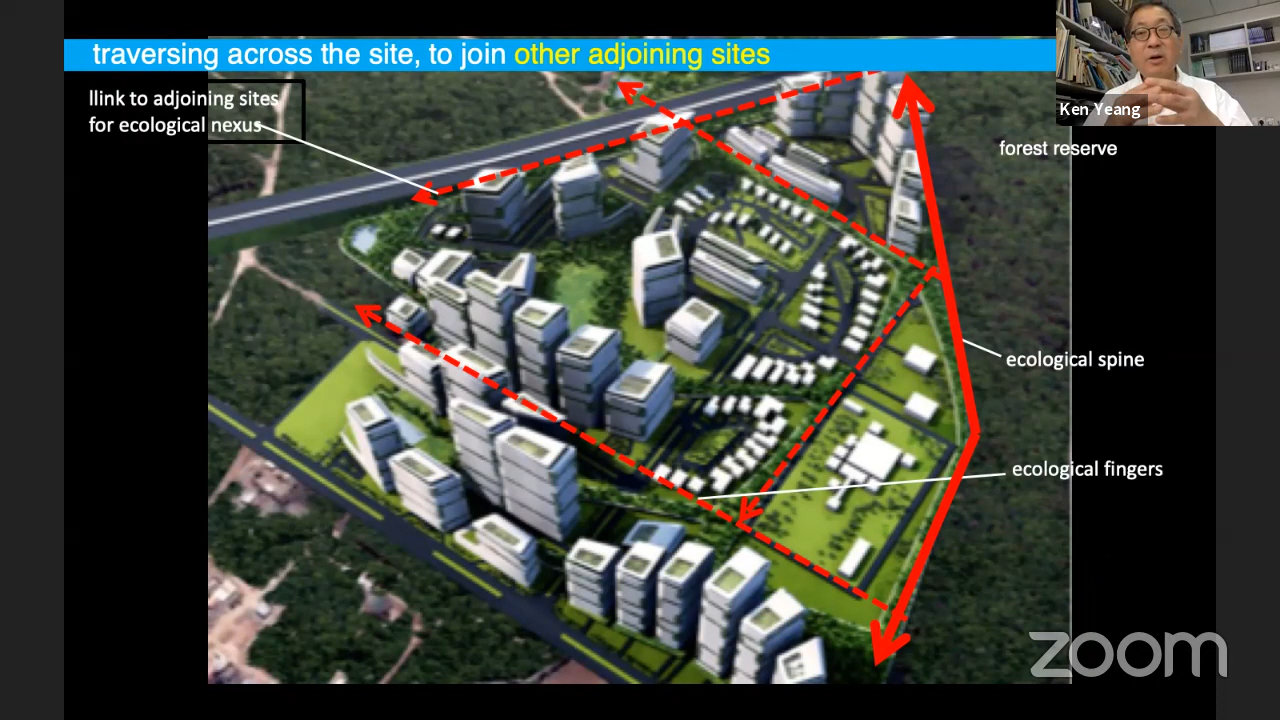 traversing across the site, to join other adjoining sites
llink to adjoining sites
for ecological nexus
Ken Yeang
forest reserve
ecological spine
ecological fingers
zoom